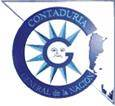 CONTADURIA
GENERAL de la NACION